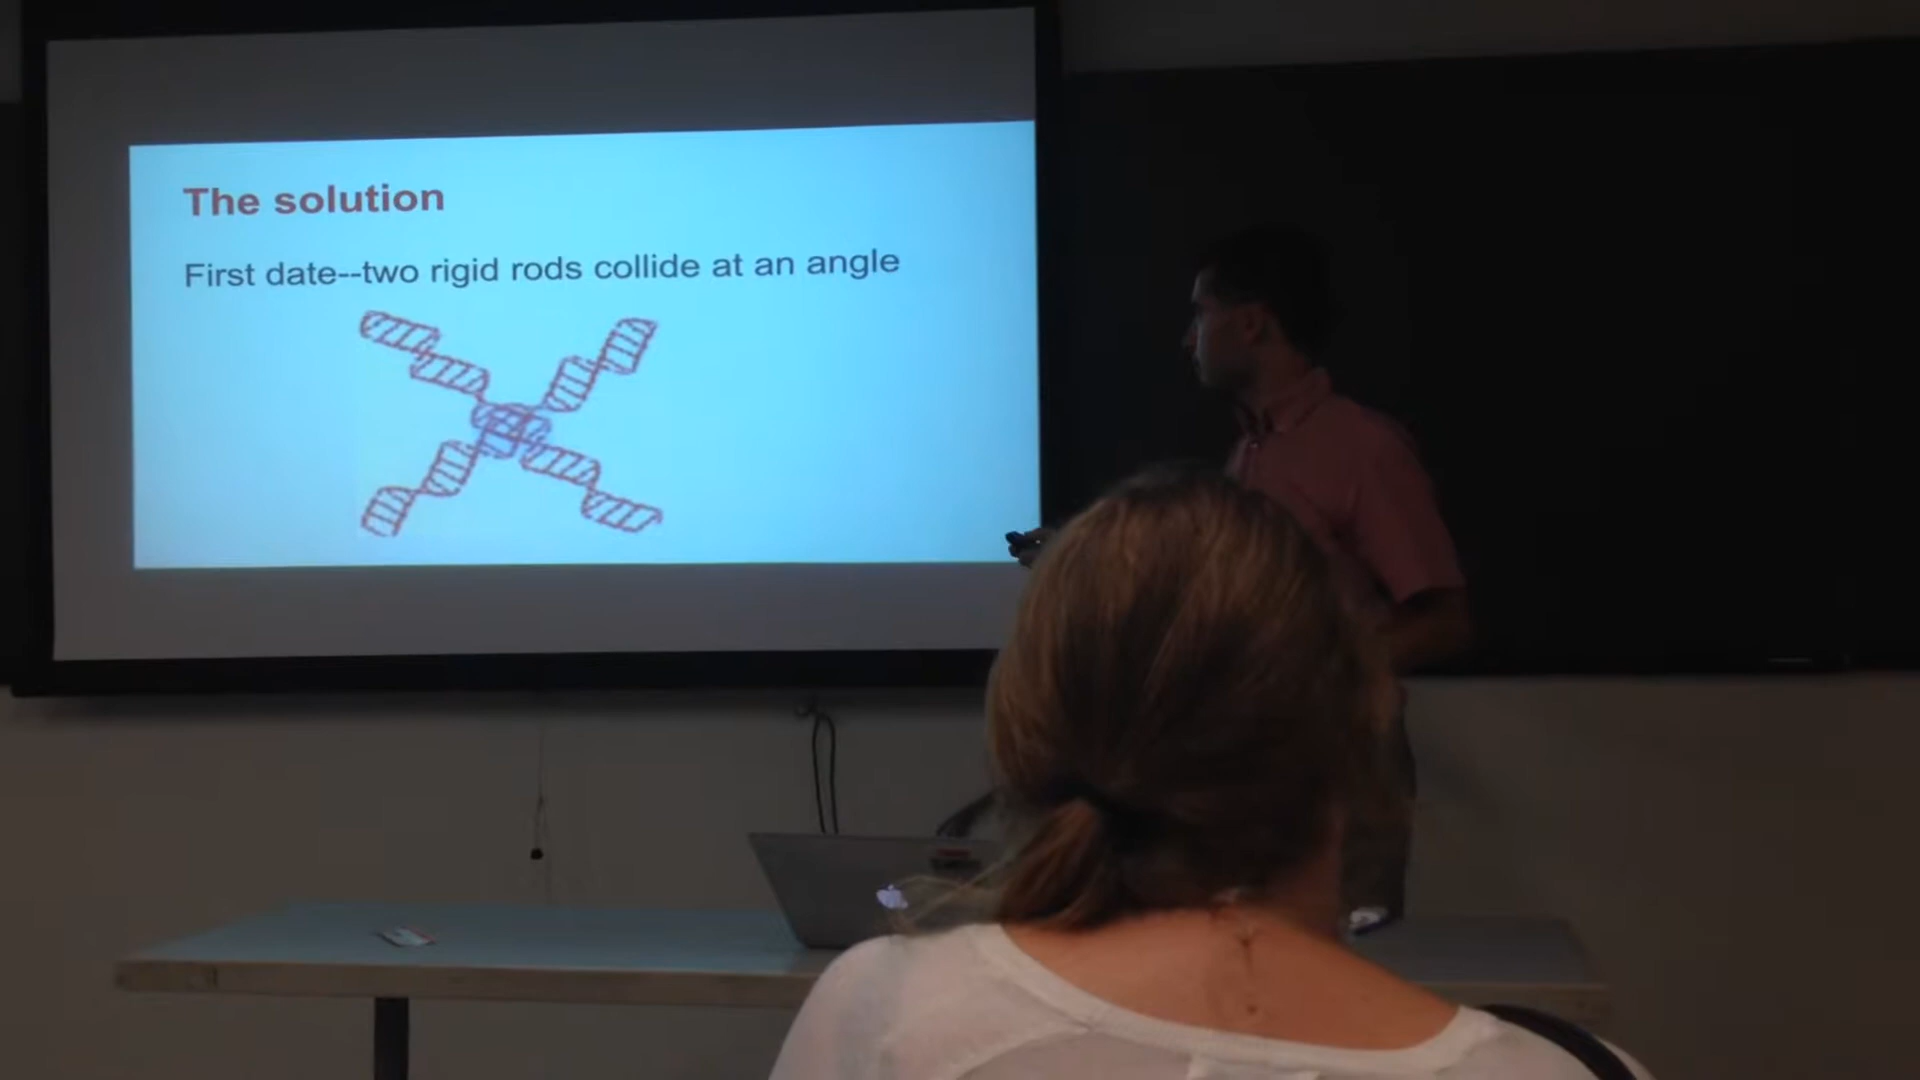 The solution
First date--two rigid rods collide at an angle